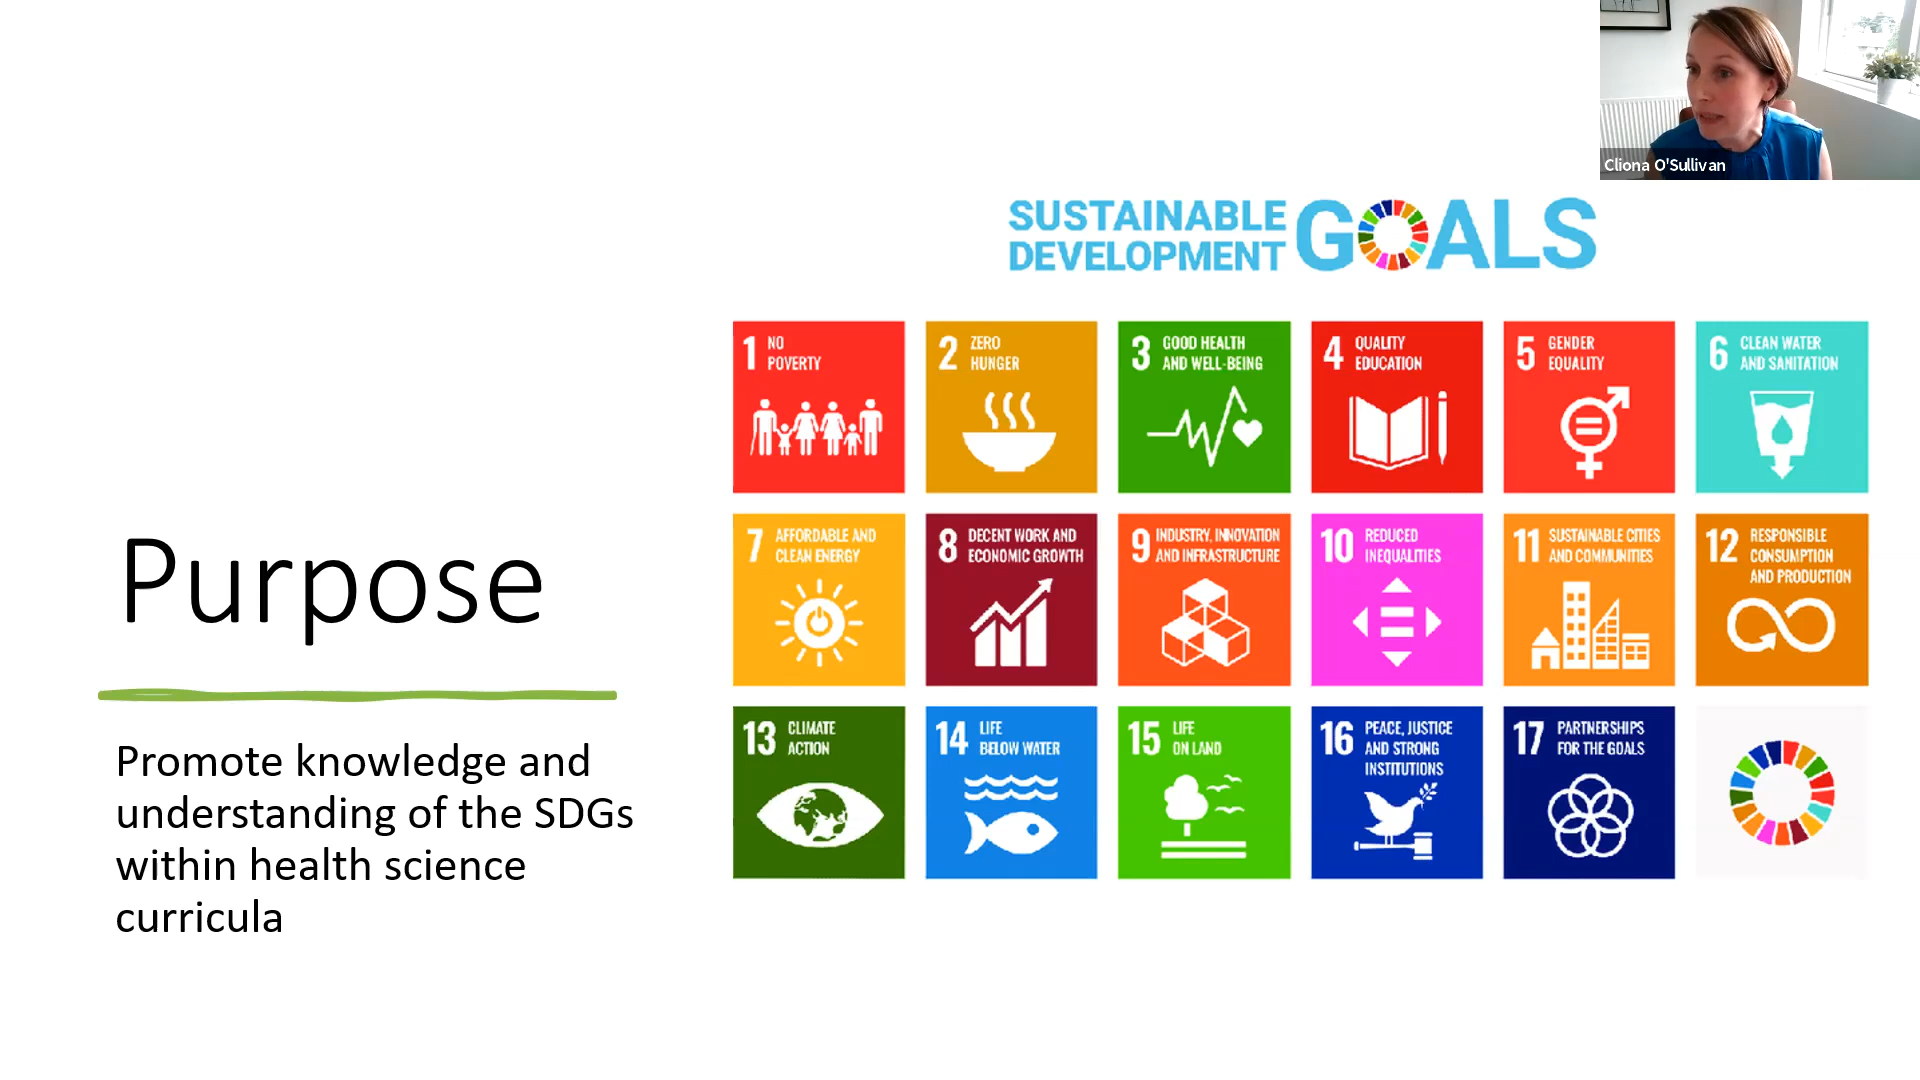 Cliona O'Sullivan
SUSTAINABLE
DEVELOPMENT
GOALS
1 NO
POVERTY
2 ZERO
HUNGER
3 GOOD HEALTH
AND WELL-BEING
4 QUALITY
EDUCATION
5 GENDER
EQUALITY
6 CLEAN WATER
AND SANITATION
7 AFFORDABLE AND
CLEAN ENERGY
8 DECENT WORK AND
ECONOMIC GROWTH
9 INDUSTRY, INNOVATION
AND INFRASTRUCTURE
10 REDUCED
INEQUALITIES
11 SUSTAINABLE CITIES
AND COMMUNITIES
12 RESPONSIBLE
CONSUMPTION
AND PRODUCTION
13 CLIMATE
ACTION
14 LIFE
BELOW WATER
15 LIFE
ON LAND
16 PEACE, JUSTICE
AND STRONG
INSTITUTIONS
17 PARTNERSHIPS
FOR THE GOALS
Purpose
Promote knowledge and
understanding of the SDGs
within health science
curricula